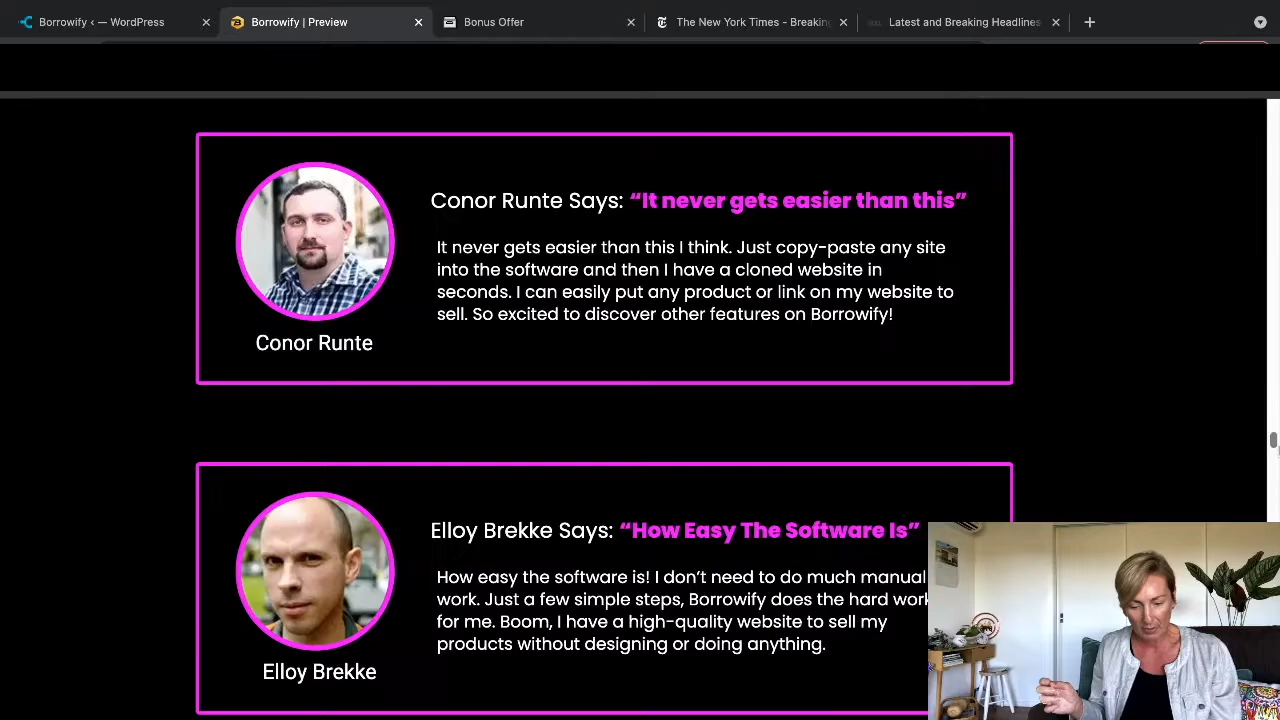 Borrowify ‹ — WordPress
Borrowify | Preview
Bonus Offer
The New York Times - Breaking
Latest and Breaking Headlines
Conor Runte Says: “It never gets easier than this”
It never gets easier than this I think. Just copy-paste any site
into the software and then I have a cloned website in
seconds. I can easily put any product or link on my website to
sell. So excited to discover other features on Borrowify!
Conor Runte
Elloy Brekke Says: “How Easy The Software Is”
How easy the software is! I don’t need to do much manual
work. Just a few simple steps, Borrowify does the hard work
for me. Boom, I have a high-quality website to sell my
products without designing or doing anything.
Elloy Brekke